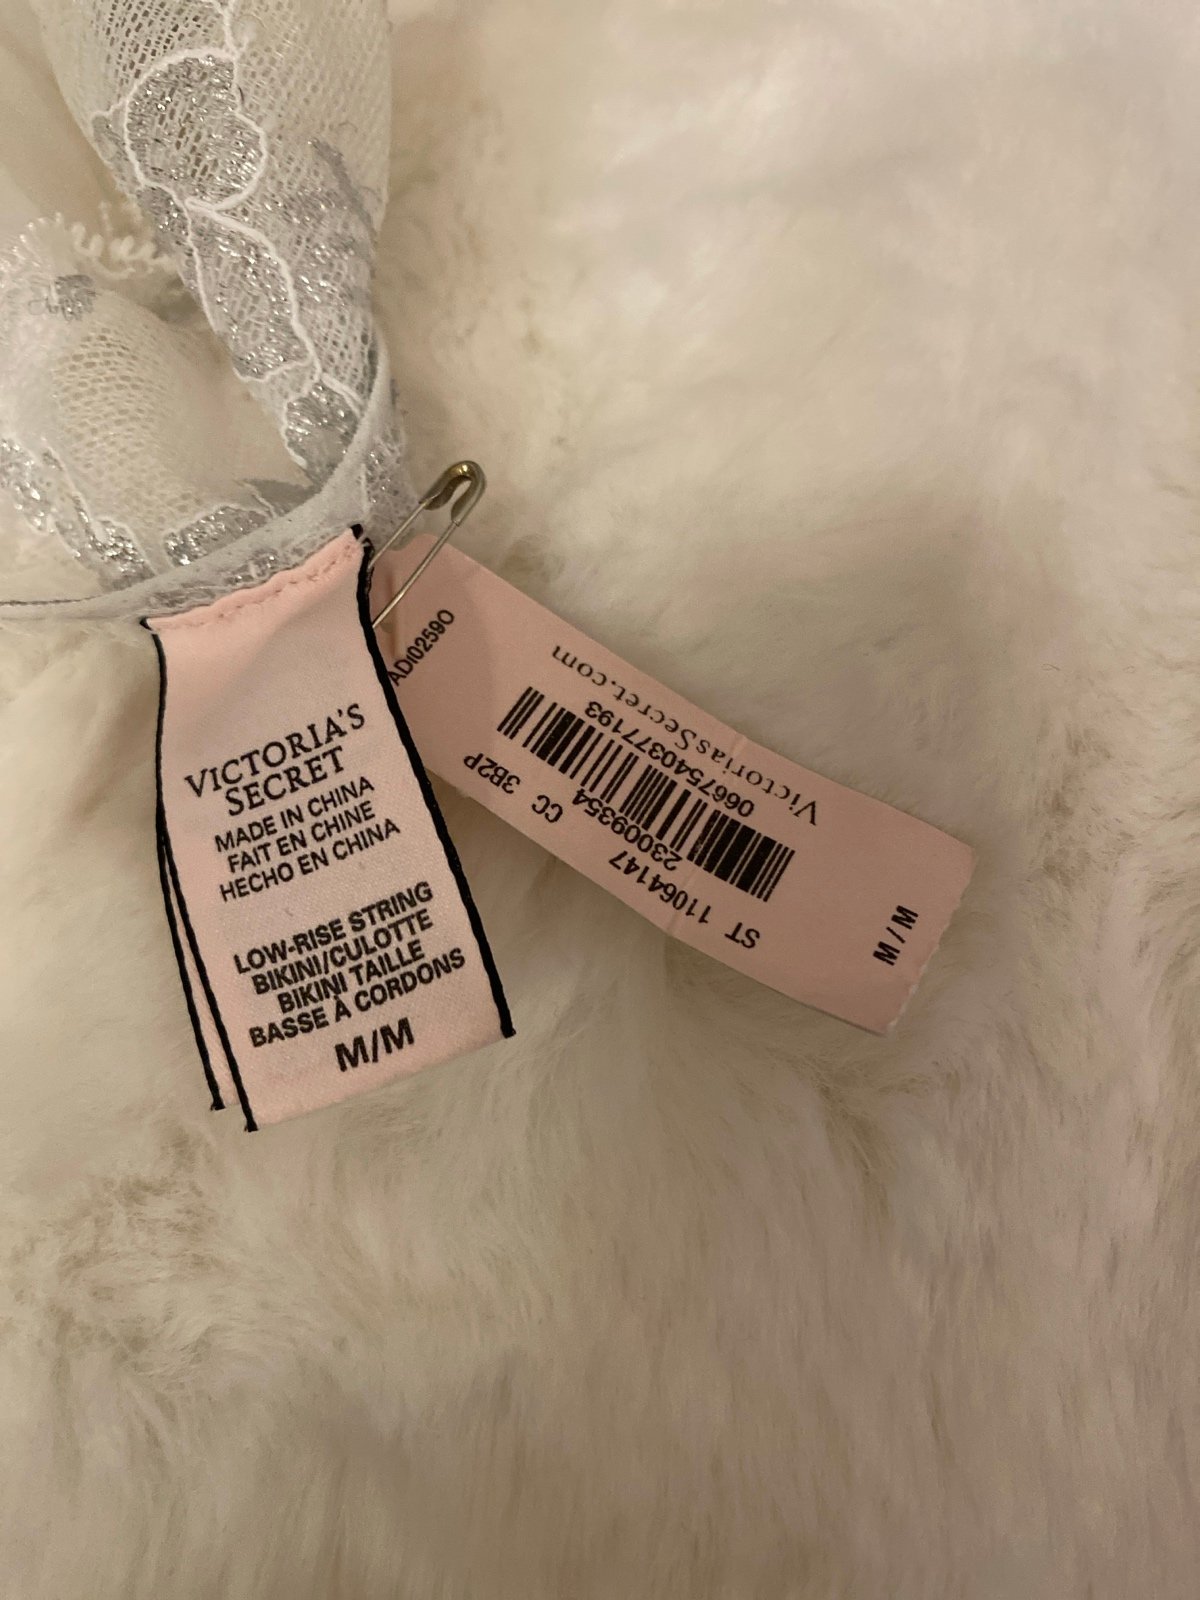 VICTORIA'S
SECRET
MADE IN CHINA
FAIT EN CHINE
HECHO EN CHINA
LOW-RISE STRING
BIKINI/CULOTTE
BIKINI TAILLE
BASSE À CORDONS
M/M
ADI0259O
VictoriasSecret.com
0667540377193
23009354 CC 3B2P
ST 11064147
M/M